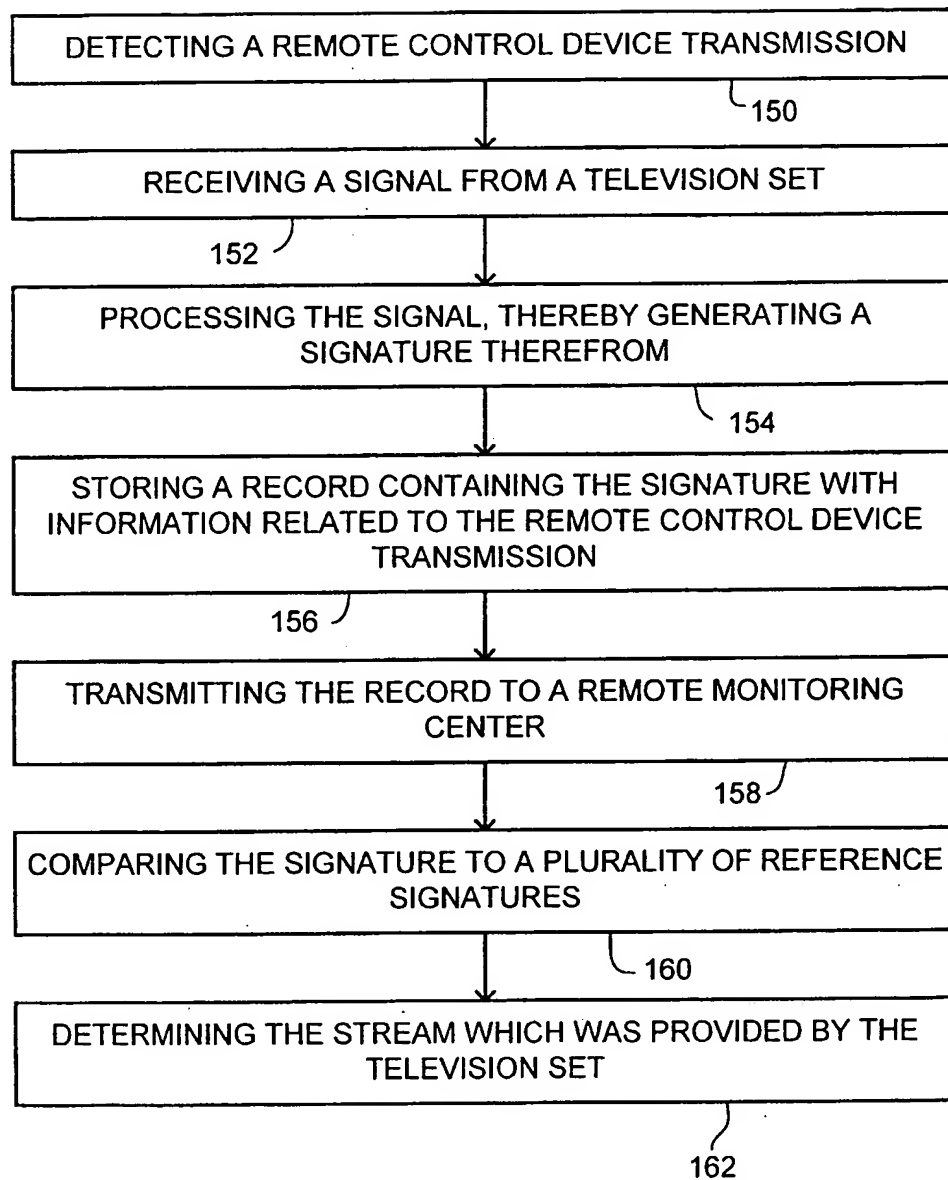 DETECTING A REMOTE CONTROL DEVICE TRANSMISSION
150
RECEIVING A SIGNAL FROM A TELEVISION SET
152
PROCESSING THE SIGNAL, THEREBY GENERATING A
SIGNATURE THEREFROM
154
STORING A RECORD CONTAINING THE SIGNATURE WITH
INFORMATION RELATED TO THE REMOTE CONTROL DEVICE
TRANSMISSION
156
TRANSMITTING THE RECORD TO A REMOTE MONITORING
CENTER
158
COMPARING THE SIGNATURE TO A PLURALITY OF REFERENCE
SIGNATURES
160
DETERMINING THE STREAM WHICH WAS PROVIDED BY THE
TELEVISION SET
162